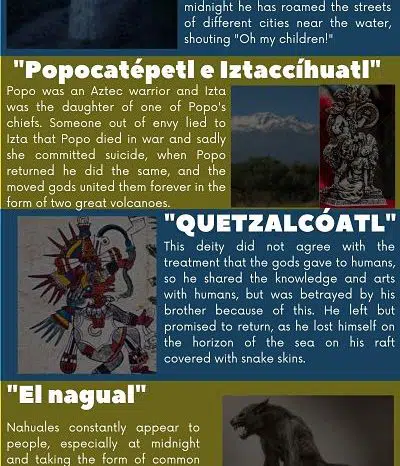 midnight he has roamed the streets
of different cities near the water,
shouting "Oh my children!"
"Popocatépetl e Iztaccíhuatl"
Popo was an Aztec warrior and Izta
was the daughter of one of Popo's
chiefs. Someone out of envy lied to
Izta that Popo died in war and sadly
she committed suicide, when Popo
returned he did the same, and the
moved gods united them forever in the
form of two great volcanoes.
"QUETZALCÓATL"
This deity did not agree with the
treatment that the gods gave to humans,
so he shared the knowledge and arts
with humans, but was betrayed by his
brother because of this. He left but
promised to return, as he lost himself on
the horizon of the sea on his raft
covered with snake skins.
"El nagual"
Nahuales constantly appear to
people, especially at midnight
and taking the form of common